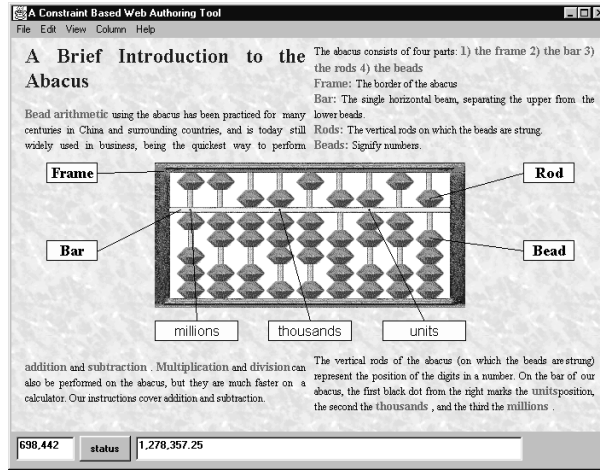 A Constraint Based Web Authoring Tool
File Edit View Column Help
A Brief Introduction to the
Abacus
Bead arithmetic using the abacus has been practiced for many
centuries in China and surrounding countries, and is today still
widely used in business, being the quickest way to perform
The abacus consists of four parts: 1) the frame 2) the bar 3)
the rods 4) the beads
Frame: The border of the abacus
Bar: The single horizontal beam, separating the upper from the
lower beads.
Rods: The vertical rods on which the beads are strung.
Beads: Signify numbers.
Frame
Rod
Bar
Bead
millions
thousands
units
addition and subtraction . Multiplication and division can
also be performed on the abacus, but they are much faster on a
calculator. Our instructions cover addition and subtraction.
The vertical rods of the abacus (on which the beads are strung)
represent the position of the digits in a number. On the bar of our
abacus, the first black dot from the right marks the units position,
the second the thousands , and the third the millions .
698,442
status
1,278,357.25